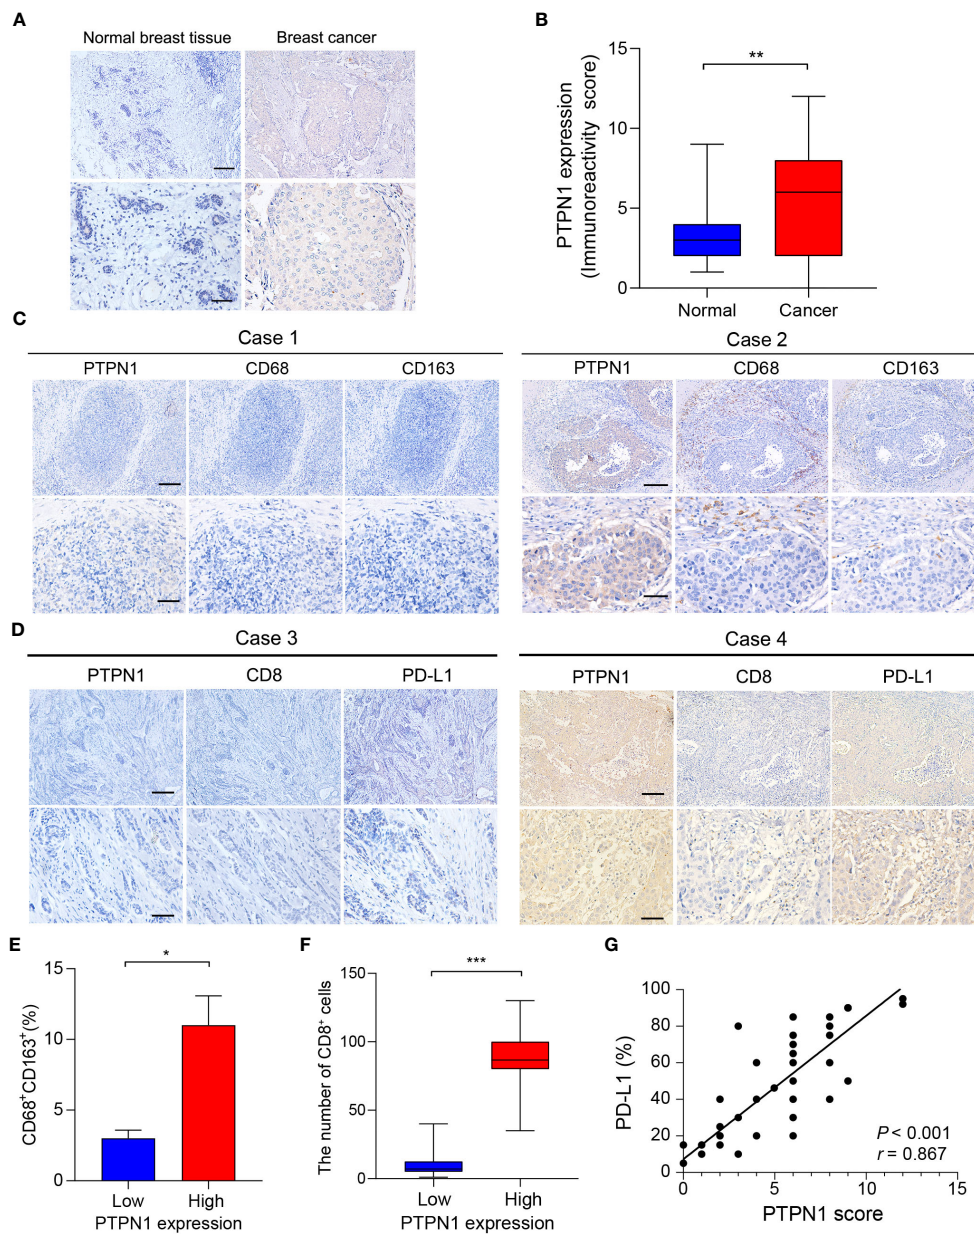 A
Normal breast tissue
Breast cancer
B
PTPN1 expression
(Immunoreactivity score)
15
10
5
0
**
Normal
Cancer
C
Case 1
PTPN1
CD68
CD163
Case 2
PTPN1
CD68
CD163
D
Case 3
PTPN1
CD8
PD-L1
Case 4
PTPN1
CD8
PD-L1
E
CD68⁺CD163⁺(%)
15
10
5
0
*
Low
High
PTPN1 expression
F
The number of CD8⁺ cells
150
100
50
0
***
Low
High
PTPN1 expression
G
PD-L1 (%)
100
80
60
40
20
0
P < 0.001
r = 0.867
0
5
10
15
PTPN1 score